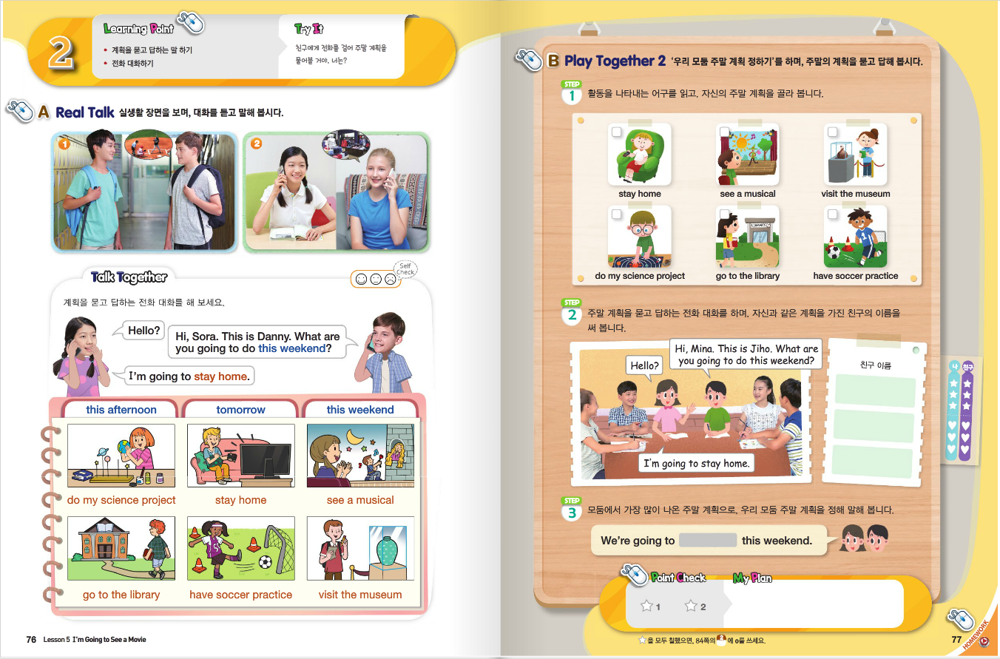 2
Learning Point
• 계획을 묻고 답하는 말 하기
• 전화 대화하기
Try It
친구에게 전화를 걸어 주말 계획을
물어볼 거야. 너는?
A Real Talk 실생활 장면을 보며, 대화를 듣고 말해 봅시다.
1
2
Talk Together
Self
Check
계획을 묻고 답하는 전화 대화를 해 보세요.
Hello?
Hi, Sora. This is Danny. What are
you going to do this weekend?
I'm going to stay home.
this afternoon
tomorrow
this weekend
do my science project
stay home
see a musical
go to the library
have soccer practice
visit the museum
76 Lesson 5 I'm Going to See a Movie
B Play Together 2 '우리 모둠 주말 계획 정하기'를 하며, 주말의 계획을 묻고 답해 봅시다.
STEP
1
활동을 나타내는 어구를 읽고, 자신의 주말 계획을 골라 봅니다.
stay home
see a musical
visit the museum
LIBRARY
do my science project
go to the library
have soccer practice
STEP
2
주말 계획을 묻고 답하는 전화 대화를 하며, 자신과 같은 계획을 가진 친구의 이름을
써 봅니다.
Hello?
Hi, Mina. This is Jiho. What are
you going to do this weekend?
I'm going to stay home.
친구 이름
나
친구
STEP
3
모둠에서 가장 많이 나온 주말 계획으로, 우리 모둠 주말 계획을 정해 말해 봅니다.
We're going to this weekend.
Point Check
☆ 1 ☆ 2
My Plan
☆을 모두 칠했으면, 84쪽의 2 에 o를 쓰세요.
77
HOMEWORK